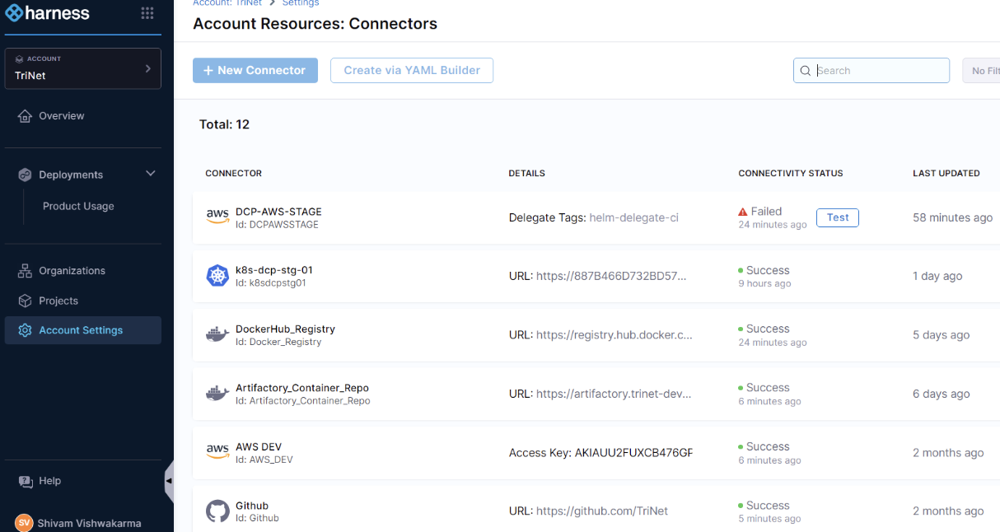 Account: TriNet > Settings
harness
Account Resources: Connectors
ACCOUNT
TriNet
+ New Connector
Create via YAML Builder
Search
No Filt
Overview
Total: 12
Deployments
Product Usage
CONNECTOR DETAILS CONNECTIVITY STATUS LAST UPDATED
aws DCP-AWS-STAGE
Id: DCPAWSSTAGE
Delegate Tags: helm-delegate-ci
Failed
24 minutes ago
Test
58 minutes ago
Organizations
Projects
Account Settings
k8s-dcp-stg-01
Id: k8sdcpstg01
URL: https://887B466D732BD57...
Success
9 hours ago
1 day ago
DockerHub_Registry
Id: Docker_Registry
URL: https://registry.hub.docker.c...
Success
24 minutes ago
5 days ago
Artifactory_Container_Repo
Id: Artifactory_Container_Repo
URL: https://artifactory.trinet-dev...
Success
6 minutes ago
6 days ago
aws AWS DEV
Id: AWS_DEV
Access Key: AKIAUU2FUXCB476GF
Success
6 minutes ago
2 months ago
Github
Id: Github
URL: https://github.com/TriNet
Success
5 minutes ago
2 months ago
Help
SV Shivam Vishwakarma